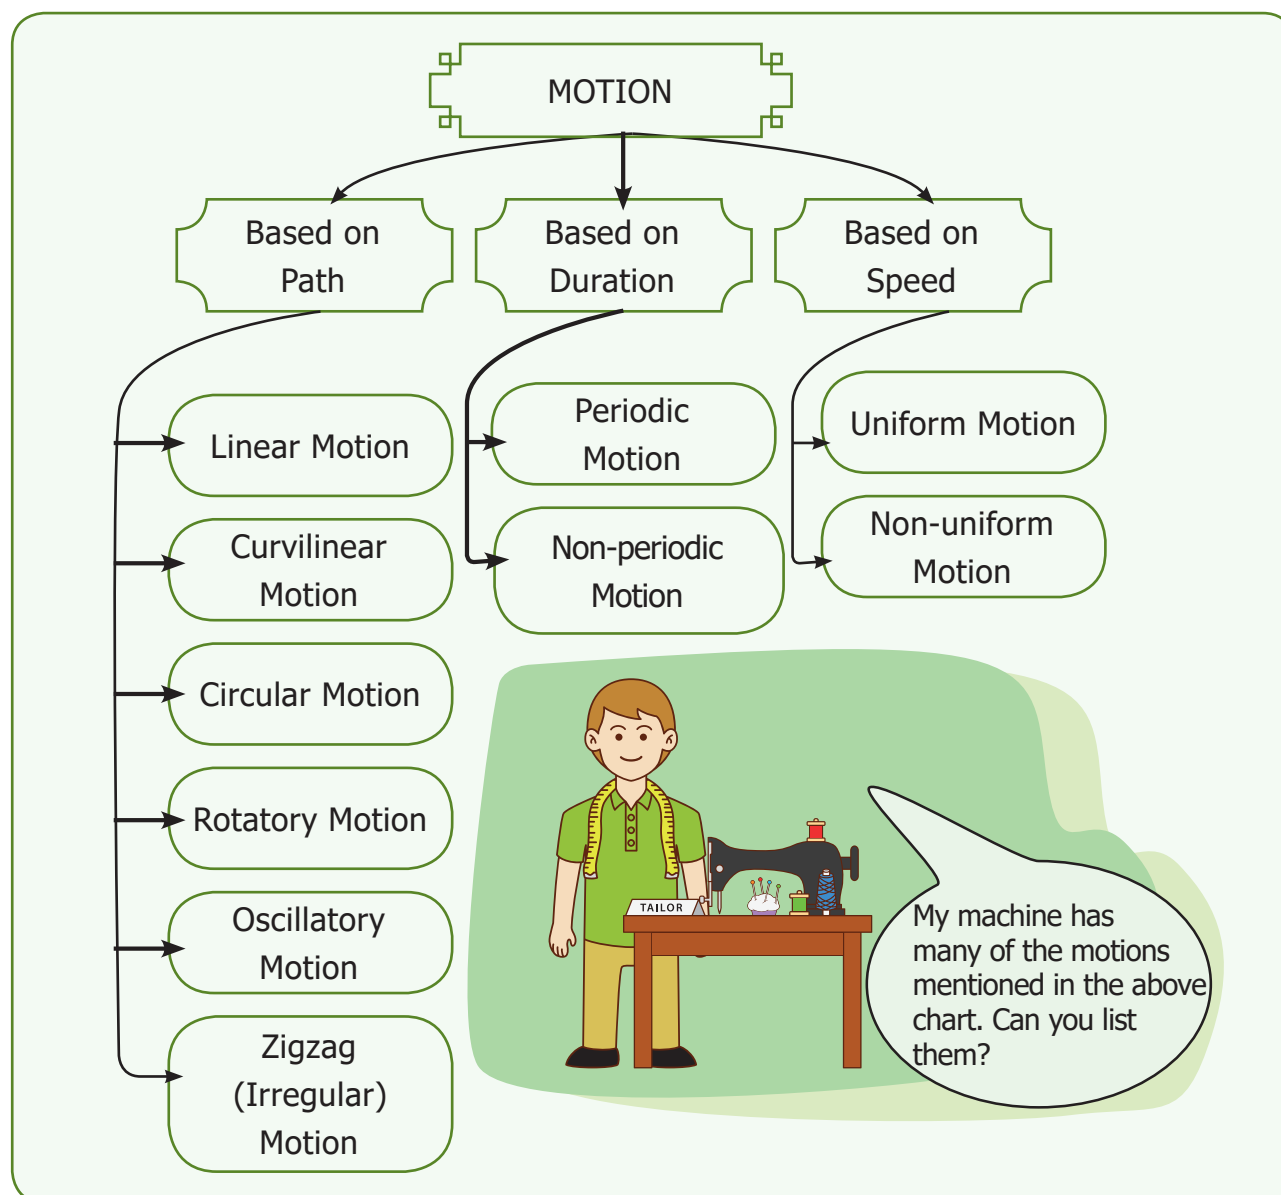 MOTION
Based on
Path
Based on
Duration
Based on
Speed
Linear Motion
Curvilinear
Motion
Circular Motion
Rotatory Motion
Oscillatory
Motion
Zigzag
(Irregular)
Motion
Periodic
Motion
Non-periodic
Motion
Uniform Motion
Non-uniform
Motion
TAILOR
My machine has
many of the motions
mentioned in the above
chart. Can you list
them?